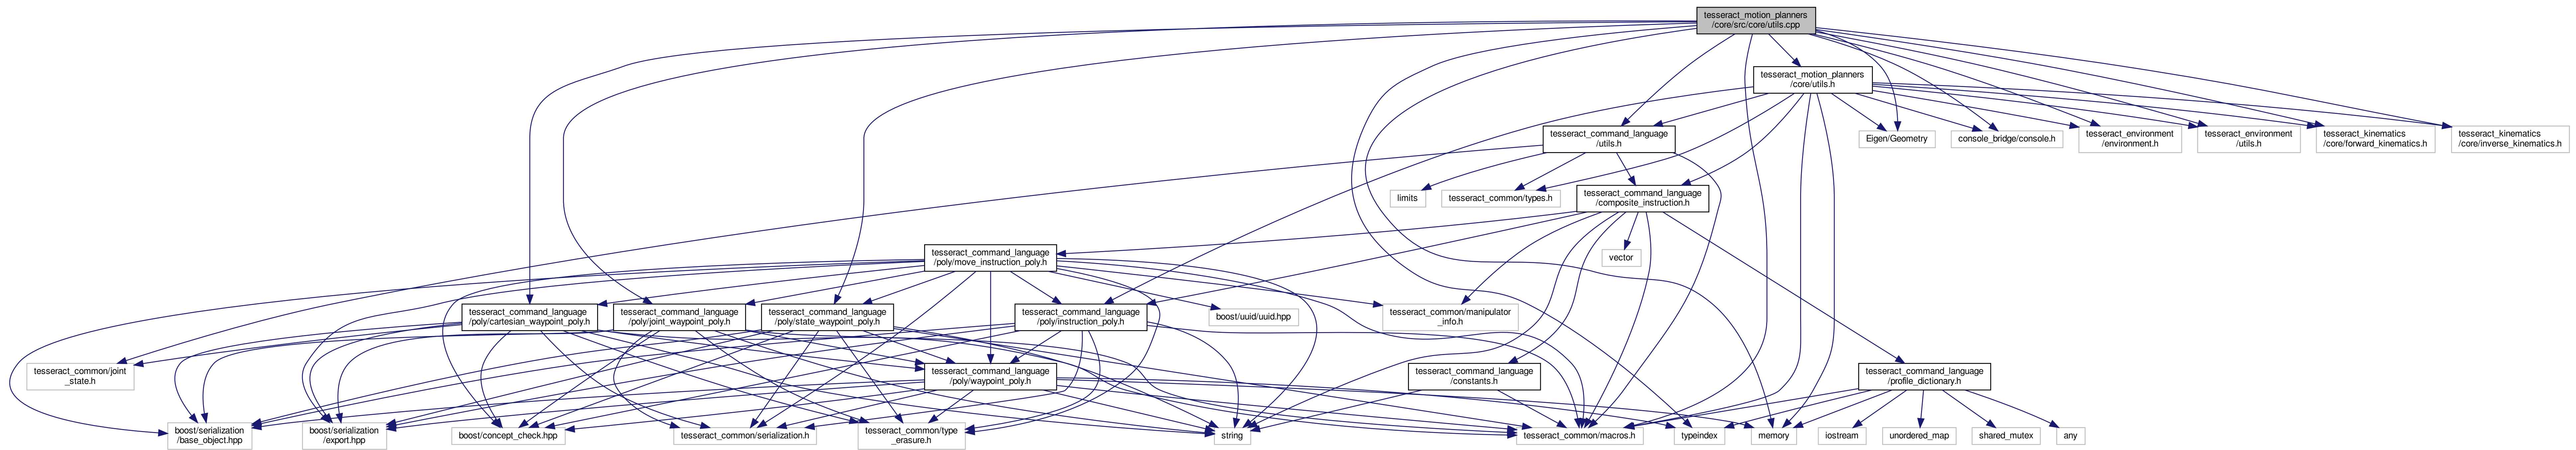 tesseract_motion_planners
/core/src/core/utils.cpp
tesseract_motion_planners
/core/utils.h
tesseract_command_language
/utils.h
Eigen/Geometry
console_bridge/console.h
tesseract_environment
/environment.h
tesseract_environment
/utils.h
tesseract_kinematics
/core/forward_kinematics.h
tesseract_kinematics
/core/inverse_kinematics.h
limits
tesseract_common/types.h
tesseract_command_language
/composite_instruction.h
tesseract_command_language
/poly/move_instruction_poly.h
vector
tesseract_command_language
/poly/cartesian_waypoint_poly.h
tesseract_command_language
/poly/joint_waypoint_poly.h
tesseract_command_language
/poly/state_waypoint_poly.h
tesseract_command_language
/poly/instruction_poly.h
boost/uuid/uuid.hpp
tesseract_common/manipulator
_info.h
tesseract_common/joint
_state.h
tesseract_command_language
/poly/waypoint_poly.h
tesseract_command_language
/constants.h
tesseract_command_language
/profile_dictionary.h
boost/serialization
/base_object.hpp
boost/serialization
/export.hpp
boost/concept_check.hpp
tesseract_common/serialization.h
tesseract_common/type
_erasure.h
string
tesseract_common/macros.h
typeindex
memory
iostream
unordered_map
shared_mutex
any